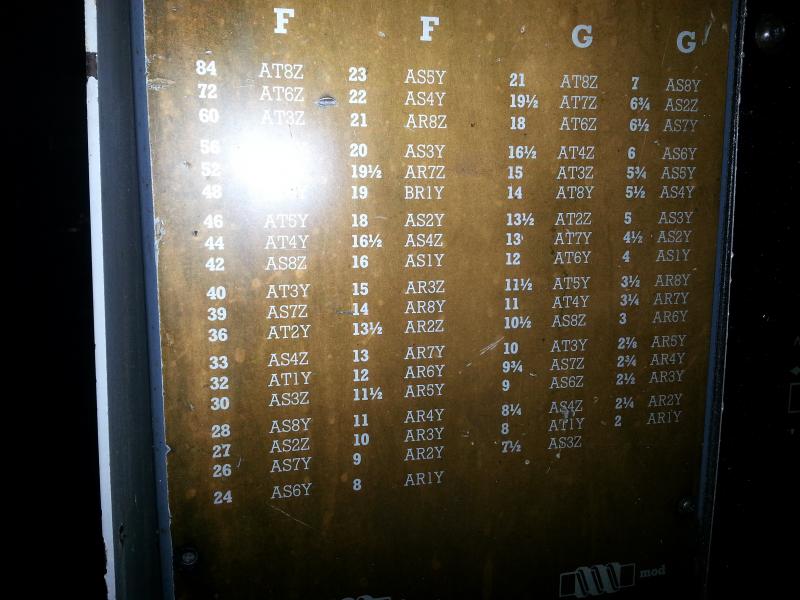 F F G G
84 AT8Z 23 AS5Y 21 AT8Z 7 AS8Y
72 AT6Z 22 AS4Y 19½ AT7Z 6¾ AS2Z
60 AT3Z 21 AR8Z 18 AT6Z 6½ AS7Y
56 20 AS3Y 16½ AT4Z 6 AS6Y
52 19½ AR7Z 15 AT3Z 5¾ AS5Y
48 19 BR1Y 14 AT8Y 5½ AS4Y
46 AT5Y 18 AS2Y 13½ AT2Z 5 AS3Y
44 AT4Y 16½ AS4Z 13 AT7Y 4½ AS2Y
42 AS8Z 16 AS1Y 12 AT6Y 4 AS1Y
40 AT3Y 15 AR3Z 11½ AT5Y 3½ AR8Y
39 AS7Z 14 AR8Y 11 AT4Y 3¼ AR7Y
36 AT2Y 13½ AR2Z 10½ AS8Z 3 AR6Y
33 AS4Z 13 AR7Y 10 AT3Y 2⅞ AR5Y
32 AT1Y 12 AR6Y 9¾ AS7Z 2¾ AR4Y
30 AS3Z 11½ AR5Y 9 AS6Z 2½ AR3Y
28 AS8Y 11 AR4Y 8¼ AS4Z 2¼ AR2Y
27 AS2Z 10 AR3Y 8 AT1Y 2 AR1Y
26 AS7Y 9 AR2Y 7½ AS3Z
24 AS6Y 8 AR1Y
mod